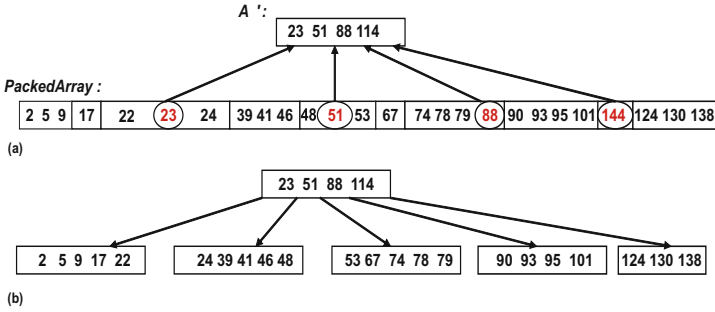 A ':
23 51 88 114
PackedArray :
2 5 9 17 22 23 24 39 41 46 48 51 53 67 74 78 79 88 90 93 95 101 144 124 130 138
(a)
23 51 88 114
2 5 9 17 22 24 39 41 46 48 53 67 74 78 79 90 93 95 101 124 130 138
(b)